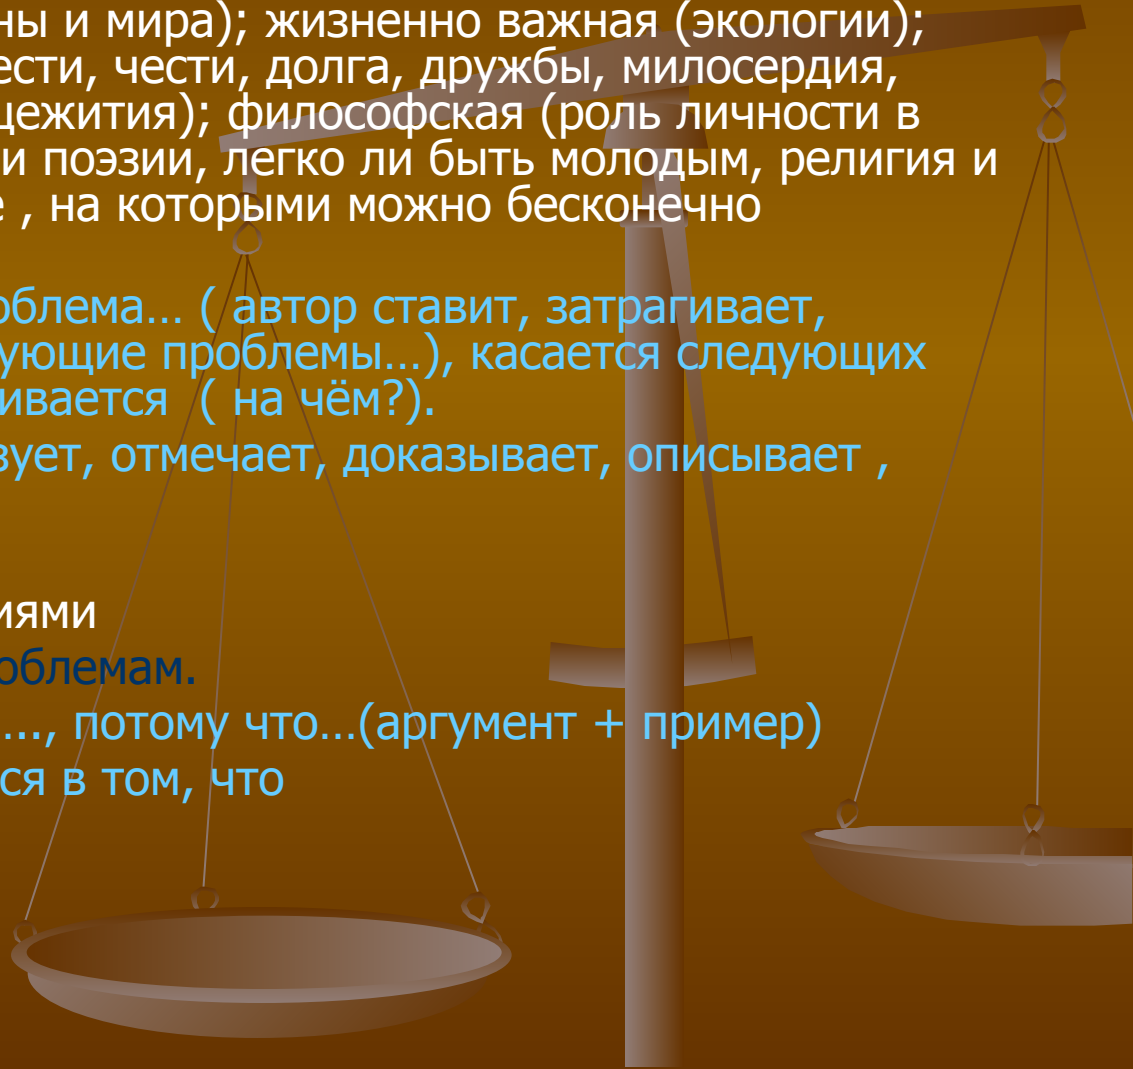 ны и мира); жизненно важная (экологии);
ести, чести, долга, дружбы, милосердия,
цежития); философская (роль личности в
и поэзии, легко ли быть молодым, религия и
е , на которыми можно бесконечно
облема... ( автор ставит, затрагивает,
ующие проблемы...), касается следующих
ивается ( на чём?).
зует, отмечает, доказывает, описывает ,
иями
облемам.
..., потому что...(аргумент + пример)
ся в том, что